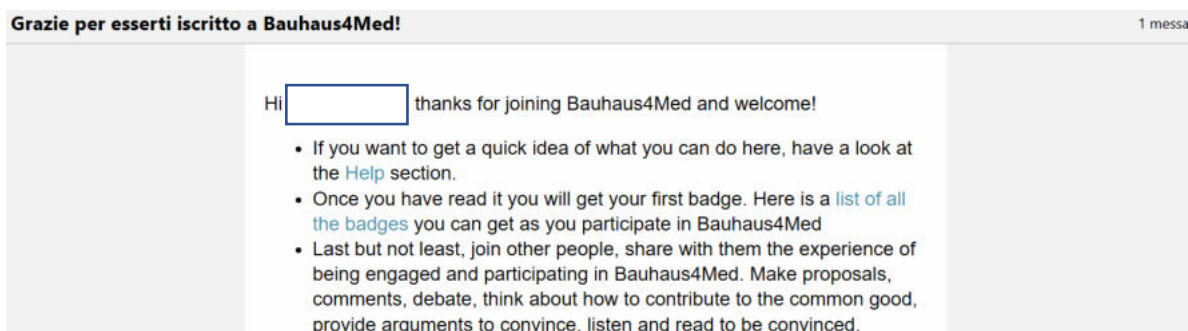 Grazie per esserti iscritto a Bauhaus4Med!
1 messa
Hi thanks for joining Bauhaus4Med and welcome!
• If you want to get a quick idea of what you can do here, have a look at
the Help section.
• Once you have read it you will get your first badge. Here is a list of all
the badges you can get as you participate in Bauhaus4Med
• Last but not least, join other people, share with them the experience of
being engaged and participating in Bauhaus4Med. Make proposals,
comments, debate, think about how to contribute to the common good,
provide arguments to convince, listen and read to be convinced.